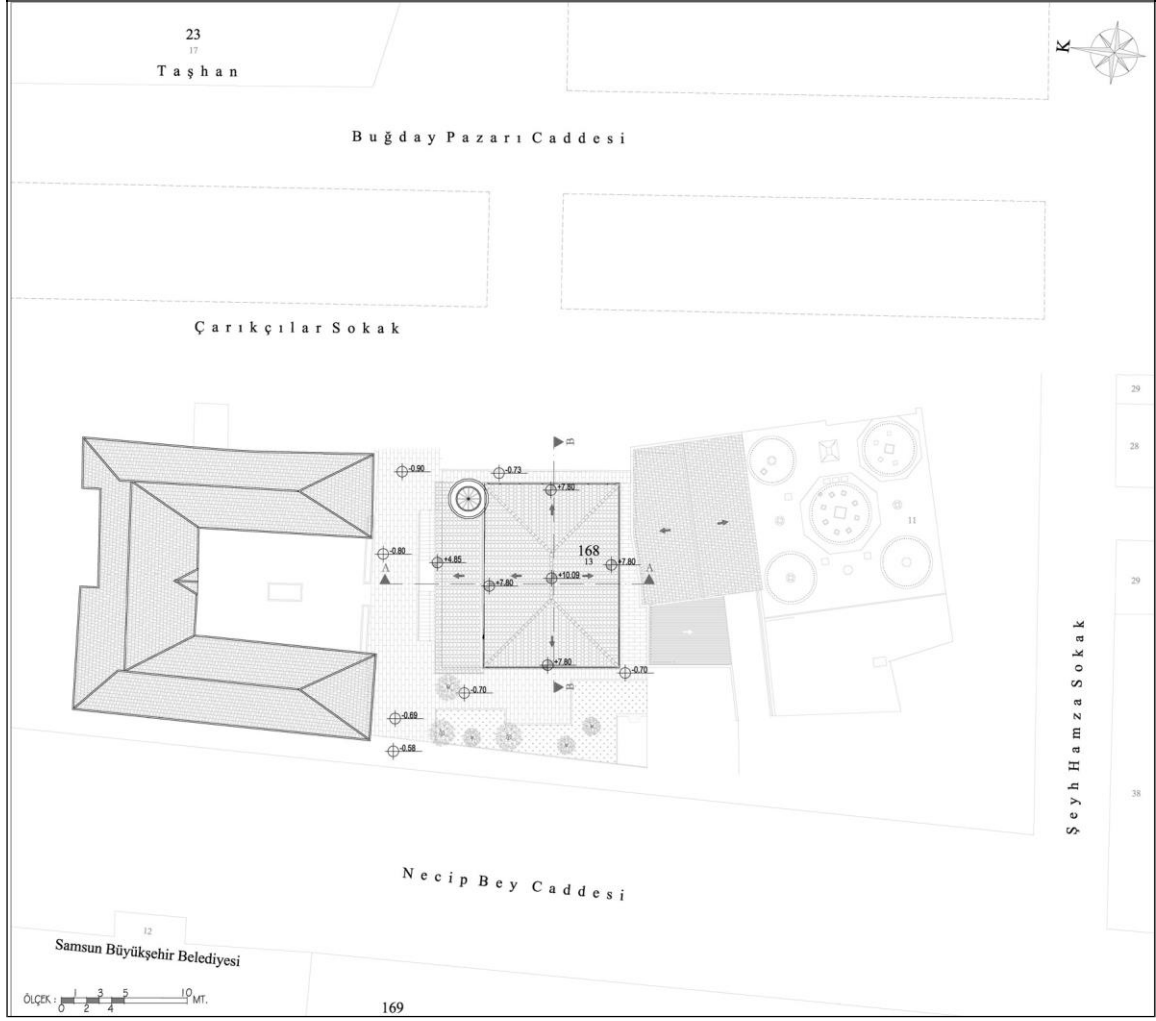 23
17
Taşhan
K
Buğday Pazarı Caddesi
Çarıkçılar Sokak
29
28
B
-0.90
-0.73
+7.80
11
168
13
-0.80
+4.85
+7.80
A
+10.09
A
+7.80
29
+7.80
-0.70
B
-0.70
-0.69
-0.58
Şeyh Hamza Sokak
38
Necip Bey Caddesi
12
Samsun Büyükşehir Belediyesi
ÖLÇEK : 0 1 2 3 4 5 10 MT.
169